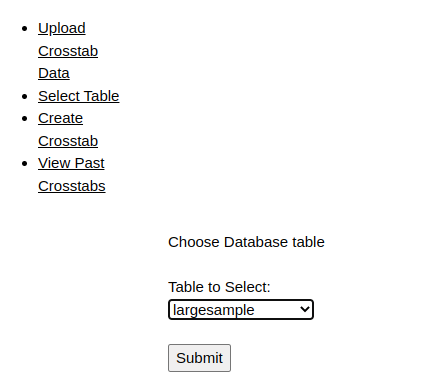 Upload
Crosstab
Data
Select Table
Create
Crosstab
View Past
Crosstabs
Choose Database table
Table to Select:
largesample
Submit